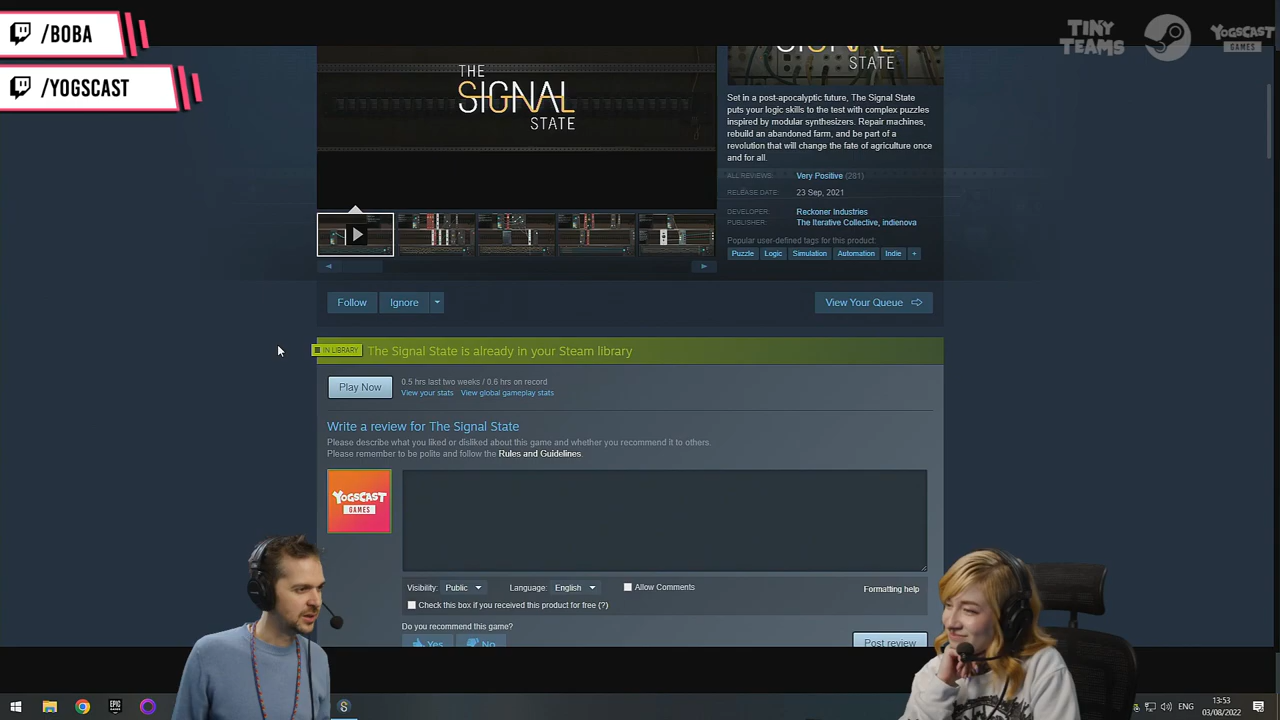 /BOBA
/YOGSCAST
TINY TEAMS
YOGSCAST GAMES
THE SIGNAL STATE
SIGNAL STATE
Set in a post-apocalyptic future, The Signal State
puts your logic skills to the test with complex puzzles
inspired by modular synthesizers. Repair machines,
rebuild an abandoned farm, and be part of a
revolution that will change the fate of agriculture once
and for all.
ALL REVIEWS: Very Positive (281)
RELEASE DATE: 23 Sep, 2021
DEVELOPER: Reckoner Industries
PUBLISHER: The Iterative Collective, indienova
Popular user-defined tags for this product:
Puzzle Logic Simulation Automation Indie +
Follow Ignore View Your Queue
IN LIBRARY The Signal State is already in your Steam library
Play Now 0.5 hrs last two weeks / 0.6 hrs on record
View your stats View global gameplay stats
Write a review for The Signal State
Please describe what you liked or disliked about this game and whether you recommend it to others.
Please remember to be polite and follow the Rules and Guidelines.
YOGSCAST
GAMES
Visibility: Public Language: English Allow Comments Formatting help
Check this box if you received this product for free (?)
Do you recommend this game?
Yes No Post review
EPIC
S
ENG
13:53
03/08/2022